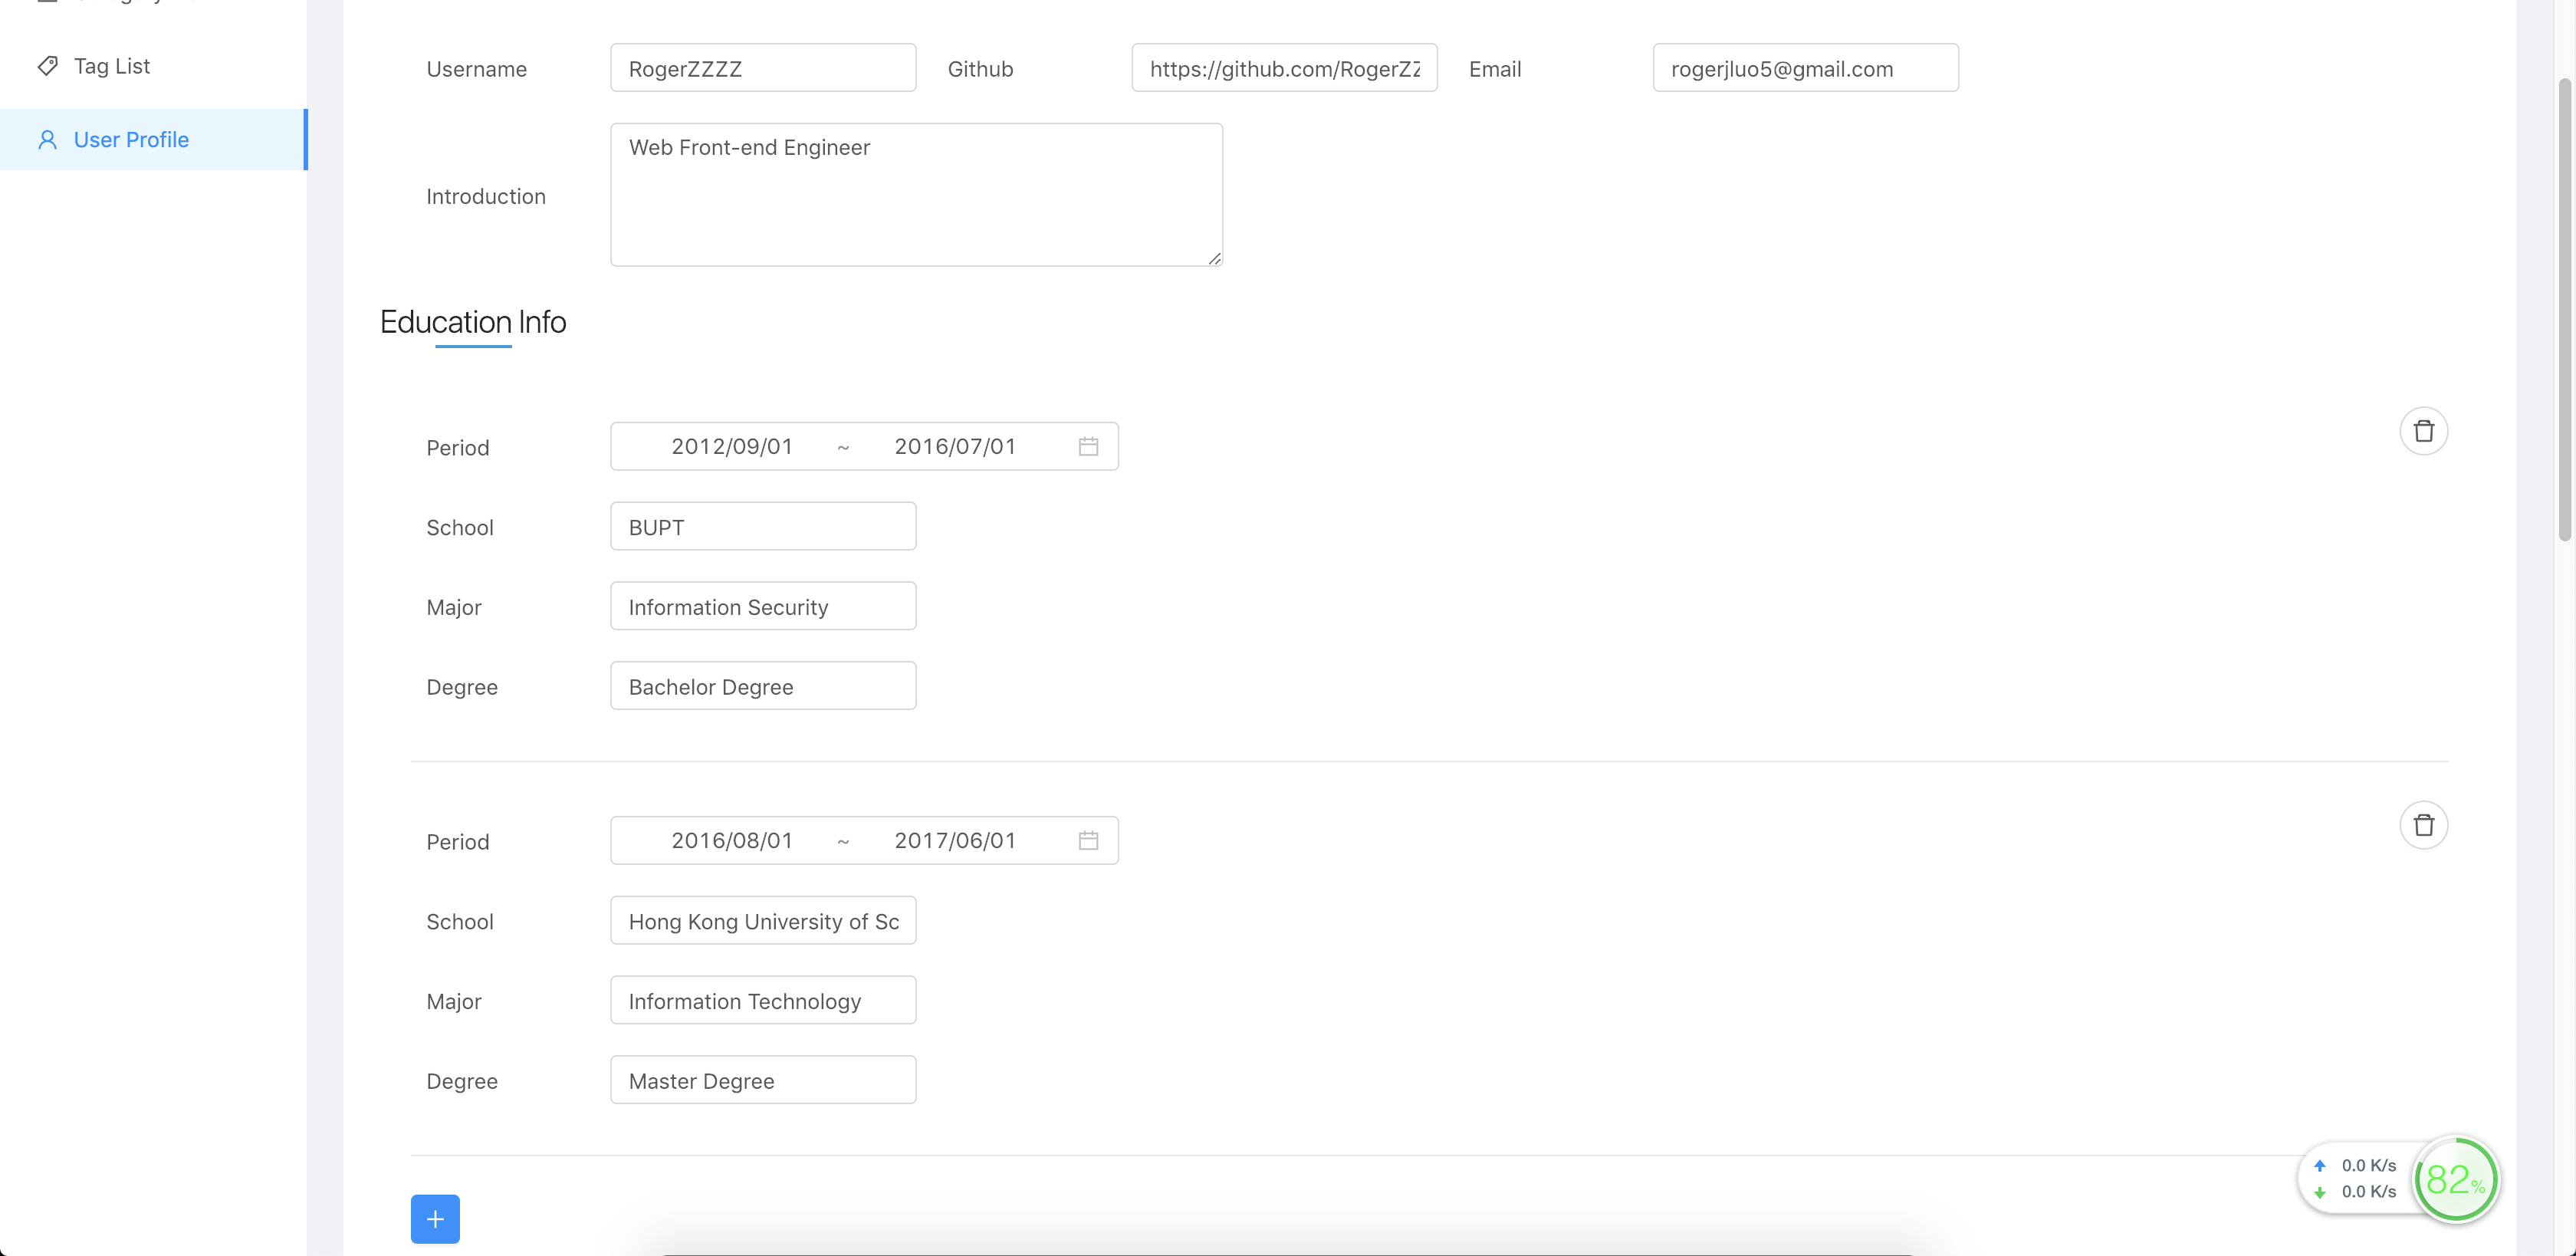 Tag List
User Profile
Username RogerZZZZ Github https://github.com/RogerZZ Email rogerjluo5@gmail.com
Introduction Web Front-end Engineer
Education Info
Period 2012/09/01 ~ 2016/07/01
School BUPT
Major Information Security
Degree Bachelor Degree
Period 2016/08/01 ~ 2017/06/01
School Hong Kong University of Sc
Major Information Technology
Degree Master Degree
0.0 K/s
0.0 K/s
82%
+